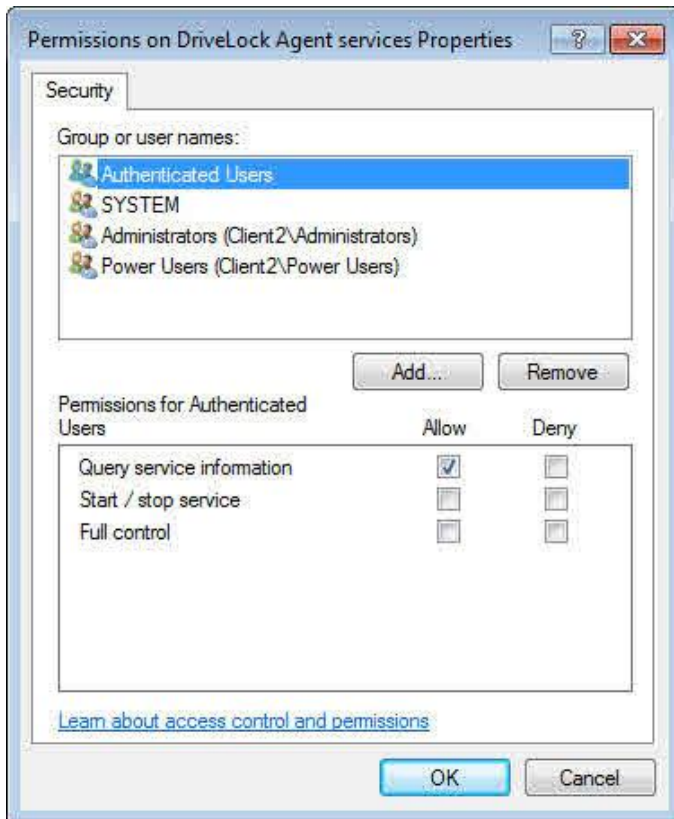 Permissions on DriveLock Agent services Properties
Security
Group or user names:
Authenticated Users
SYSTEM
Administrators (Client2\Administrators)
Power Users (Client2\Power Users)
Add...
Remove
Permissions for Authenticated
Users
Allow
Deny
Query service information
Start / stop service
Full control
Learn about access control and permissions
OK
Cancel